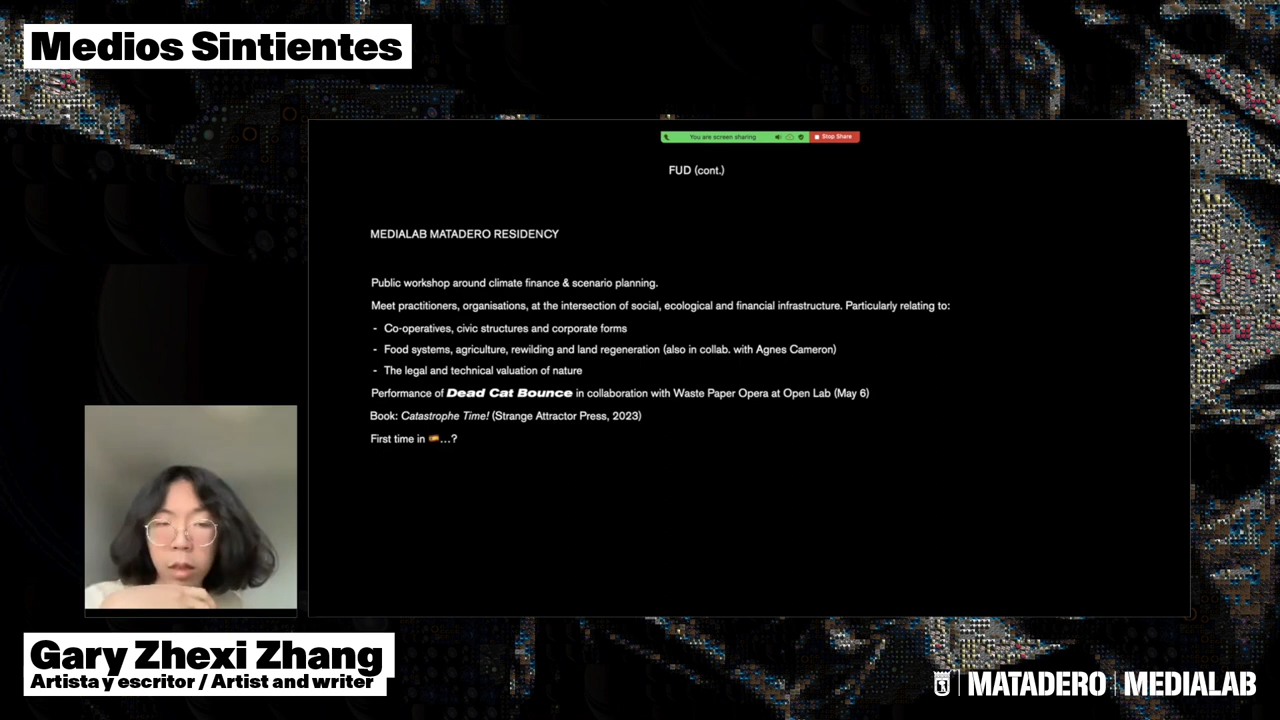 Medios Sintientes
You are screen sharing
Stop Share
FUD (cont.)
MEDIALAB MATADERO RESIDENCY
Public workshop around climate finance & scenario planning.
Meet practitioners, organisations, at the intersection of social, ecological and financial infrastructure. Particularly relating to:
- Co-operatives, civic structures and corporate forms
- Food systems, agriculture, rewilding and land regeneration (also in collab. with Agnes Cameron)
- The legal and technical valuation of nature
Performance of Dead Cat Bounce in collaboration with Waste Paper Opera at Open Lab (May 6)
Book: Catastrophe Time! (Strange Attractor Press, 2023)
First time in 🇪🇸...?
Gary Zhexi Zhang
Artista y escritor / Artist and writer
MATADERO | MEDIALAB